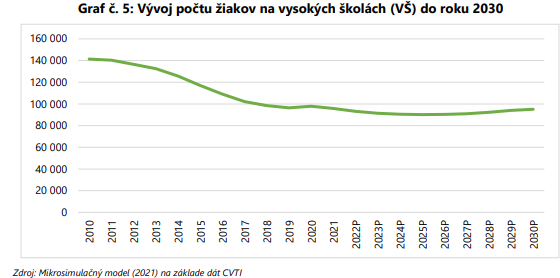 Graf č. 5: Vývoj počtu žiakov na vysokých školách (VŠ) do roku 2030
160 000
140 000
120 000
100 000
80 000
60 000
40 000
20 000
0
2010
2011
2012
2013
2014
2015
2016
2017
2018
2019
2020
2021
2022P
2023P
2024P
2025P
2026P
2027P
2028P
2029P
2030P
Zdroj: Mikrosimulačný model (2021) na základe dát CVTI